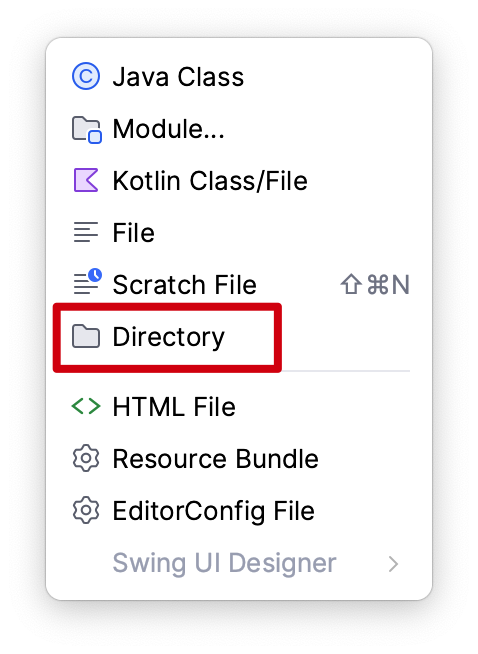 Java Class
Module...
Kotlin Class/File
File
Scratch File ⇧⌘N
Directory
HTML File
Resource Bundle
EditorConfig File
Swing UI Designer